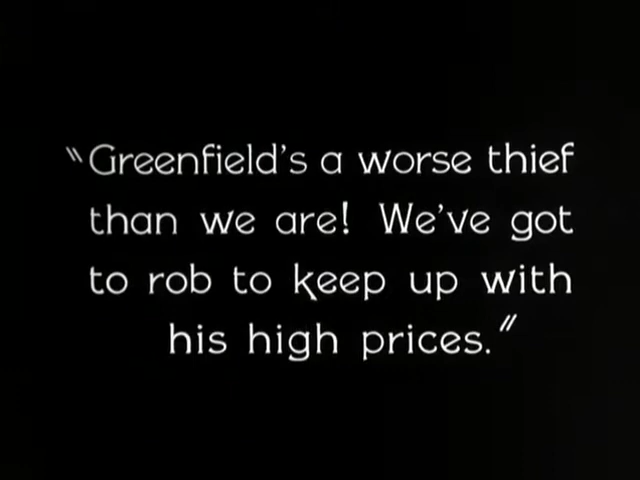 "Greenfield's a worse thief
than we are! We've got
to rob to keep up with
his high prices."